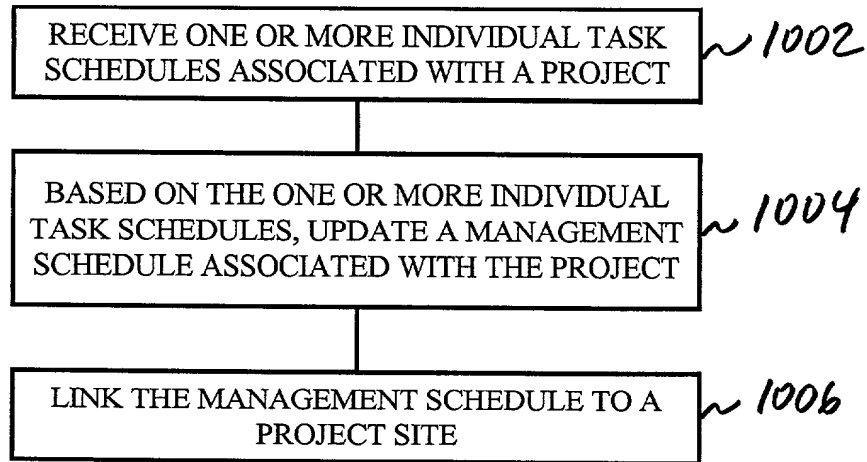 RECEIVE ONE OR MORE INDIVIDUAL TASK
SCHEDULES ASSOCIATED WITH A PROJECT
1002
BASED ON THE ONE OR MORE INDIVIDUAL
TASK SCHEDULES, UPDATE A MANAGEMENT
SCHEDULE ASSOCIATED WITH THE PROJECT
1004
LINK THE MANAGEMENT SCHEDULE TO A
PROJECT SITE
1006